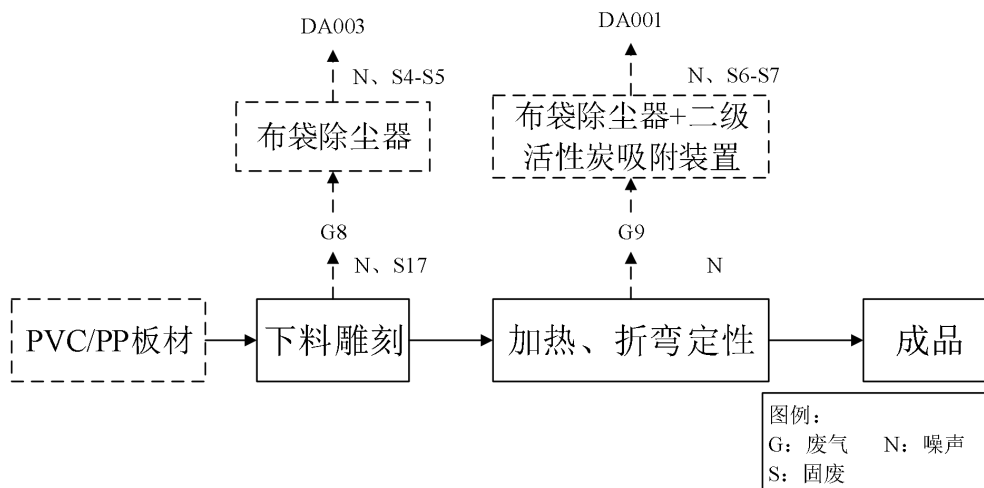 DA003
DA001
N、S4-S5
N、S6-S7
布袋除尘器
布袋除尘器+二级
活性炭吸附装置
G8
G9
N、S17
N
PVC/PP板材
下料雕刻
加热、折弯定性
成品
图例：
G：废气 N：噪声
S：固废